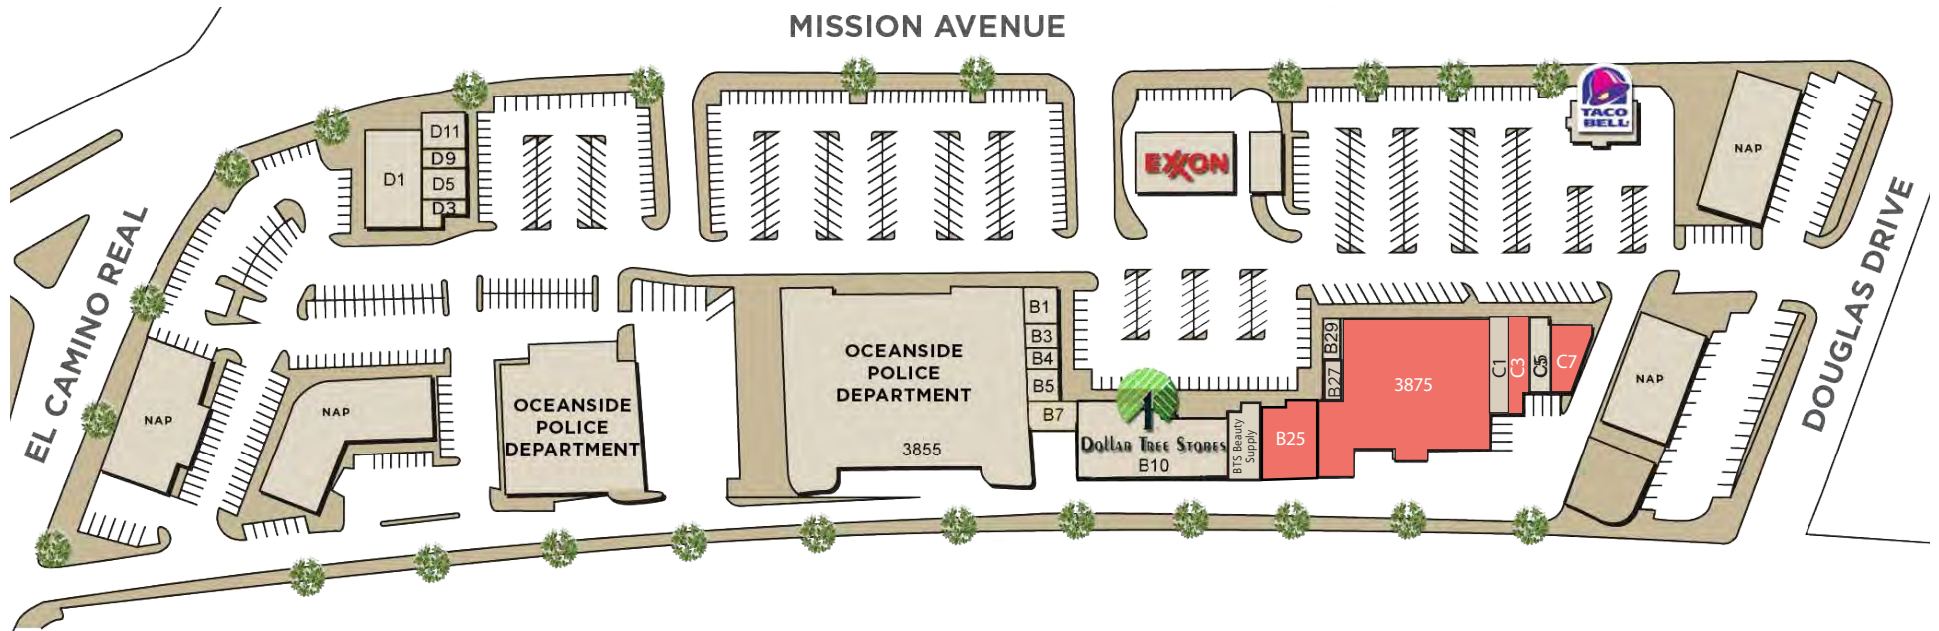 MISSION AVENUE
EL CAMINO REAL
DOUGLAS DRIVE
D11
D9
D1
D5
D3
EXXON
TACO
BELL
NAP
B1
B3
B4
B5
B7
OCEANSIDE
POLICE
DEPARTMENT
3855
OCEANSIDE
POLICE
DEPARTMENT
NAP
NAP
1
Dollar Tree Stores
B10
BTS Beauty
Supply
B25
B29
B27
3875
C1
C3
C5
C7
NAP